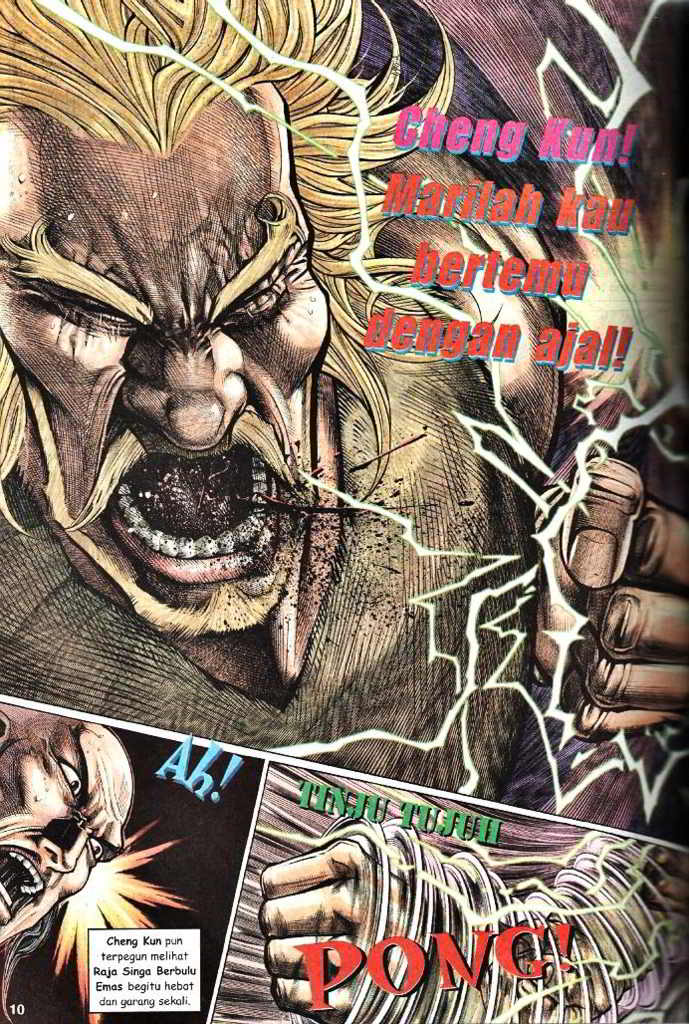 Cheng Kun!
Marilah kau
bertemu
dengan ajal!
Ah!
Cheng Kun pun
terpegun melihat
Raja Singa Berbulu
Emas begitu hebat
dan garang sekali.
TINJU TUJUH
PONG!
10